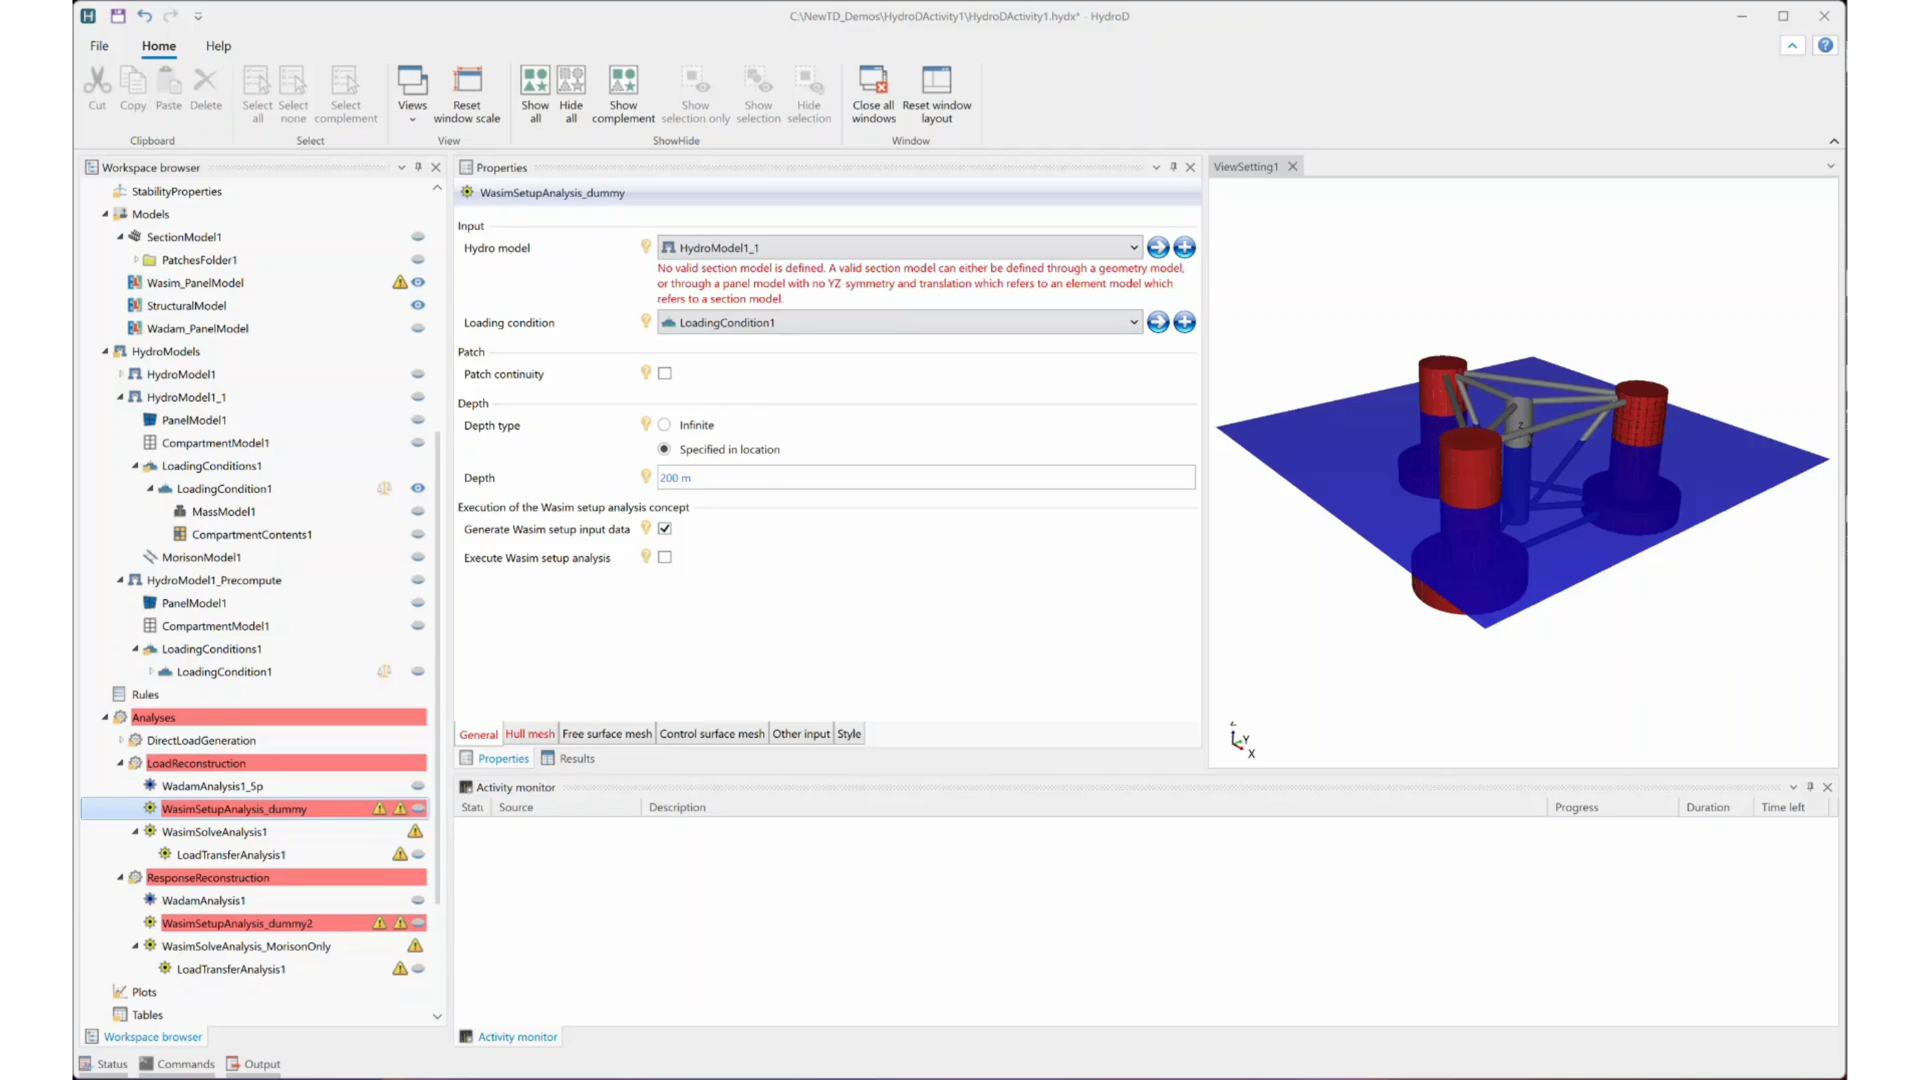 C:\NewTD_Demos\HydroDActivity1\HydroDActivity1.hydx* - HydroD
File Home Help
Cut Copy Paste Delete
Select all Select none Select complement
Views Reset window scale
Show all Hide all Show complement Show selection only Show selection Hide selection
Close all windows Reset window layout
Clipboard Select View ShowHide Window
Workspace browser
StabilityProperties
Models
SectionModel1
PatchesFolder1
Wasim_PanelModel
StructuralModel
Wadam_PanelModel
HydroModels
HydroModel1
HydroModel1_1
PanelModel1
CompartmentModel1
LoadingConditions1
LoadingCondition1
MassModel1
CompartmentContents1
MorisonModel1
HydroModel1_Precompute
PanelModel1
CompartmentModel1
LoadingConditions1
LoadingCondition1
Rules
Analyses
DirectLoadGeneration
LoadReconstruction
WadamAnalysis1_5p
WasimSetupAnalysis_dummy
WasimSolveAnalysis1
LoadTransferAnalysis1
ResponseReconstruction
WadamAnalysis1
WasimSetupAnalysis_dummy2
WasimSolveAnalysis_MorisonOnly
LoadTransferAnalysis1
Plots
Tables
Workspace browser
Status Commands Output
Properties
WasimSetupAnalysis_dummy
Input
Hydro model HydroModel1_1
No valid section model is defined. A valid section model can either be defined through a geometry model,
or through a panel model with no YZ-symmetry and translation which refers to an element model which
refers to a section model.
Loading condition LoadingCondition1
Patch
Patch continuity
Depth
Depth type Infinite
Specified in location
Depth 200 m
Execution of the Wasim setup analysis concept
Generate Wasim setup input data
Execute Wasim setup analysis
General Hull mesh Free surface mesh Control surface mesh Other input Style
Properties Results
ViewSetting1
Z
Z
Y
X
Activity monitor
Statu Source Description Progress Duration Time left
Activity monitor